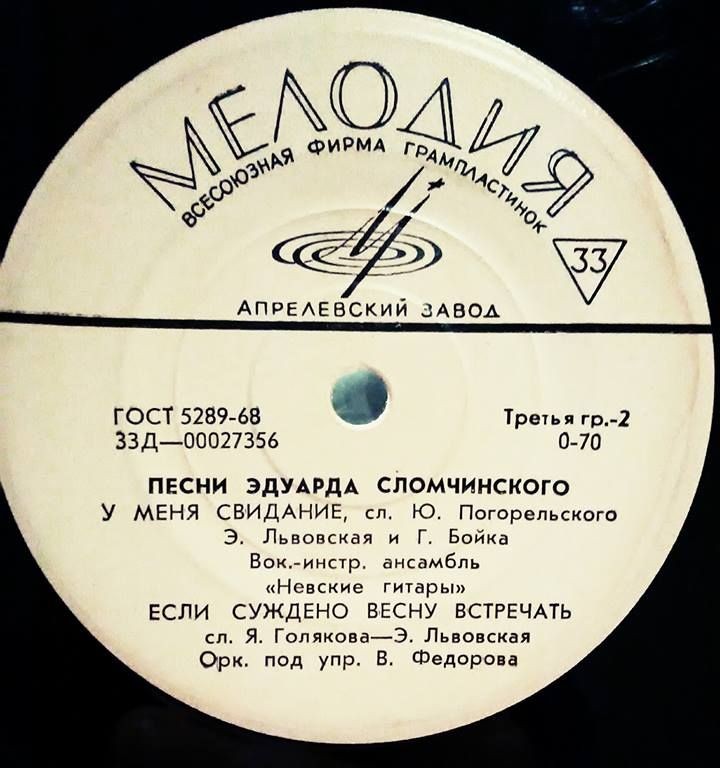 МЕЛОДИЯ
ВСЕСОЮЗНАЯ ФИРМА ГРАМПЛАСТИНОК
33
АПРЕЛЕВСКИЙ ЗАВОД
ГОСТ 5289-68
Третья гр.-2
33Д—00027356
0-70
ПЕСНИ ЭДУАРДА СЛОМЧИНСКОГО
У МЕНЯ СВИДАНИЕ, сл. Ю. Погорельского
Э. Львовская и Г. Бойка
Вок.-инстр. ансамбль
«Невские гитары»
ЕСЛИ СУЖДЕНО ВЕСНУ ВСТРЕЧАТЬ
сл. Я. Голякова—Э. Львовская
Орк. под упр. В. Федорова